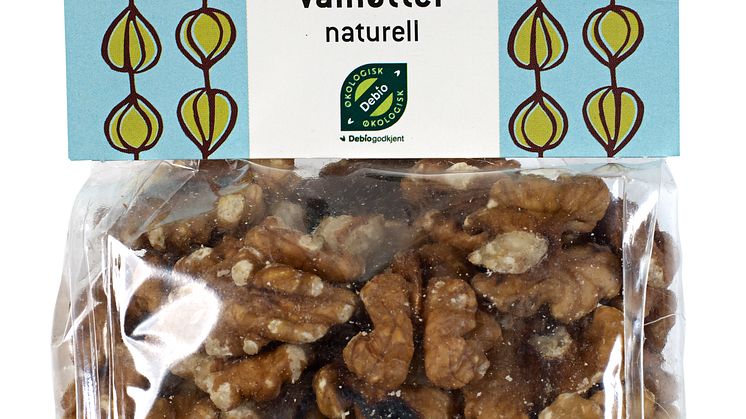 Valnøtter
naturell
ØKOLOGISK
Debio
ØKOLOGISK
Debiogodkjent